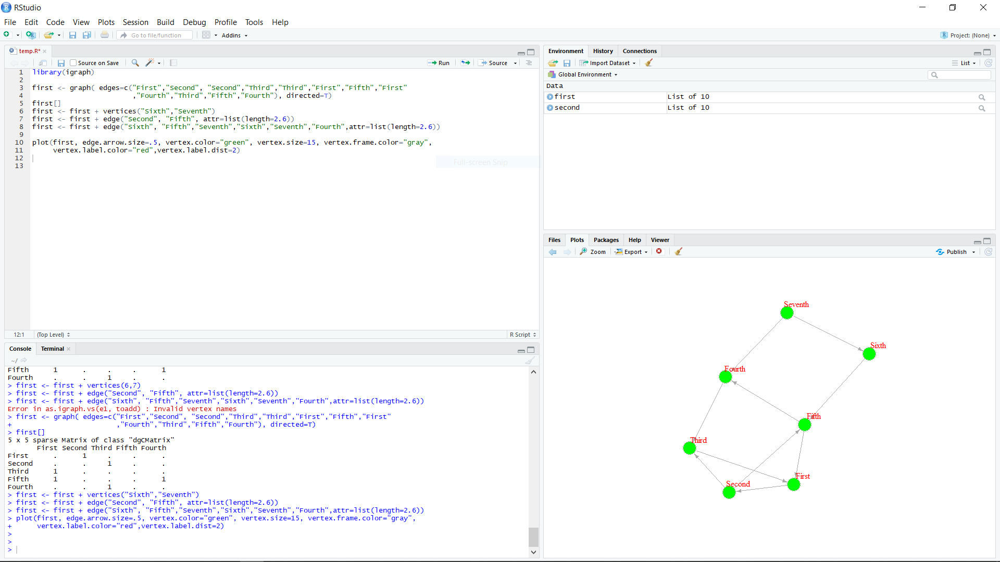 RStudio
File Edit Code View Plots Session Build Debug Profile Tools Help
Go to file/function Addins Project: (None)
temp.R*
Source on Save Run Source
1 library(igraph)
2
3 first <- graph( edges=c("First","Second", "Second","Third","Third","First","Fifth","First"
4 ,"Fourth","Third","Fifth","Fourth"), directed=T)
5 first[]
6 first <- first + vertices("Sixth","Seventh")
7 first <- first + edge("Second", "Fifth", attr=list(length=2.6))
8 first <- first + edge("Sixth", "Fifth","Seventh","Sixth","Seventh","Fourth",attr=list(length=2.6))
9
10 plot(first, edge.arrow.size=.5, vertex.color="green", vertex.size=15, vertex.frame.color="gray",
11 vertex.label.color="red",vertex.label.dist=2)
12
13
Full-screen Snip
12:1 (Top Level) R Script
Console Terminal
~/
Fifth 1 . . . 1
Fourth . . 1 . .
> first <- first + vertices(6,7)
> first <- first + edge("Second", "Fifth", attr=list(length=2.6))
> first <- first + edge("Sixth", "Fifth","Seventh","Sixth","Seventh","Fourth",attr=list(length=2.6))
Error in as.igraph.vs(e1, toadd) : Invalid vertex names
> first <- graph( edges=c("First","Second", "Second","Third","Third","First","Fifth","First"
+ ,"Fourth","Third","Fifth","Fourth"), directed=T)
> first[]
5 x 5 sparse Matrix of class "dgCMatrix"
First Second Third Fifth Fourth
First . 1 . . .
Second . . 1 . .
Third 1 . . . .
Fifth 1 . . . 1
Fourth . . 1 . .
> first <- first + vertices("Sixth","Seventh")
> first <- first + edge("Second", "Fifth", attr=list(length=2.6))
> first <- first + edge("Sixth", "Fifth","Seventh","Sixth","Seventh","Fourth",attr=list(length=2.6))
> plot(first, edge.arrow.size=.5, vertex.color="green", vertex.size=15, vertex.frame.color="gray",
+ vertex.label.color="red",vertex.label.dist=2)
>
>
>
Environment History Connections
Import Dataset List
Global Environment
Data
first List of 10
second List of 10
Files Plots Packages Help Viewer
Zoom Export Publish
Seventh
Sixth
Fourth
Fifth
Third
First
Second